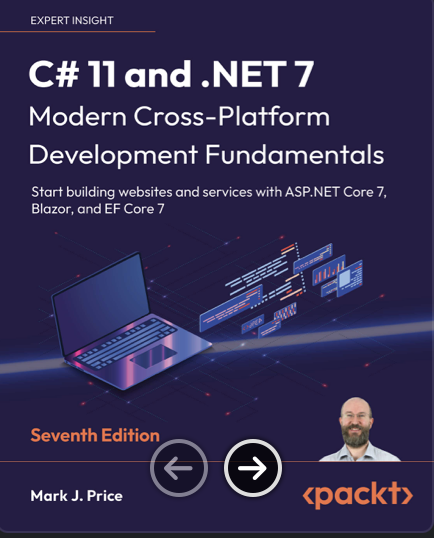 EXPERT INSIGHT
C# 11 and .NET 7
Modern Cross-Platform
Development Fundamentals
Start building websites and services with ASP.NET Core 7,
Blazor, and EF Core 7
Seventh Edition
Mark J. Price
<packt>